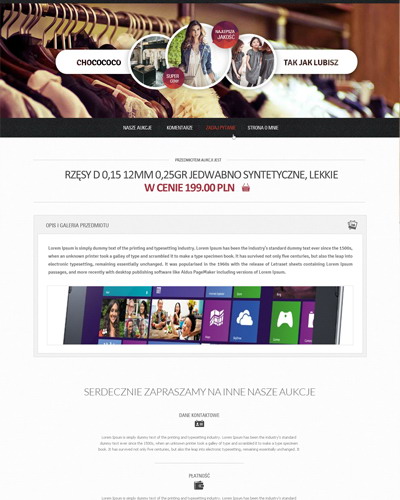 CHOCOCOCO
SUPER
CENY
NAJLEPSZA
JAKOŚĆ
TAK JAK LUBISZ
NASZE AUKCJE
KOMENTARZE
ZADAJ PYTANIE
STRONA O MNIE
PRZEDMIOTEM AUKCJI JEST
RZĘSY D 0,15 12MM 0,25GR JEDWABNO SYNTETYCZNE, LEKKIE
W CENIE 199.00 PLN
OPIS I GALERIA PRZEDMIOTU
Lorem Ipsum is simply dummy text of the printing and typesetting industry. Lorem Ipsum has been the industry's standard dummy text ever since the 1500s,
when an unknown printer took a galley of type and scrambled it to make a type specimen book. It has survived not only five centuries, but also the leap into
electronic typesetting, remaining essentially unchanged. It was popularised in the 1960s with the release of Letraset sheets containing Lorem Ipsum
passages, and more recently with desktop publishing software like Aldus PageMaker including versions of Lorem Ipsum.
SERDECZNIE ZAPRASZAMY NA INNE NASZE AUKCJE
DANE KONTAKTOWE
Lorem Ipsum is simply dummy text of the printing and typesetting industry. Lorem Ipsum has been the industry's standard
dummy text ever since the 1500s, when an unknown printer took a galley of type and scrambled it to make a type specimen book.
It has survived not only five centuries, but also the leap into electronic typesetting, remaining essentially unchanged. It
PŁATNOŚĆ
Lorem Ipsum is simply dummy text of the printing and typesetting industry. Lorem Ipsum has been the industry's standard